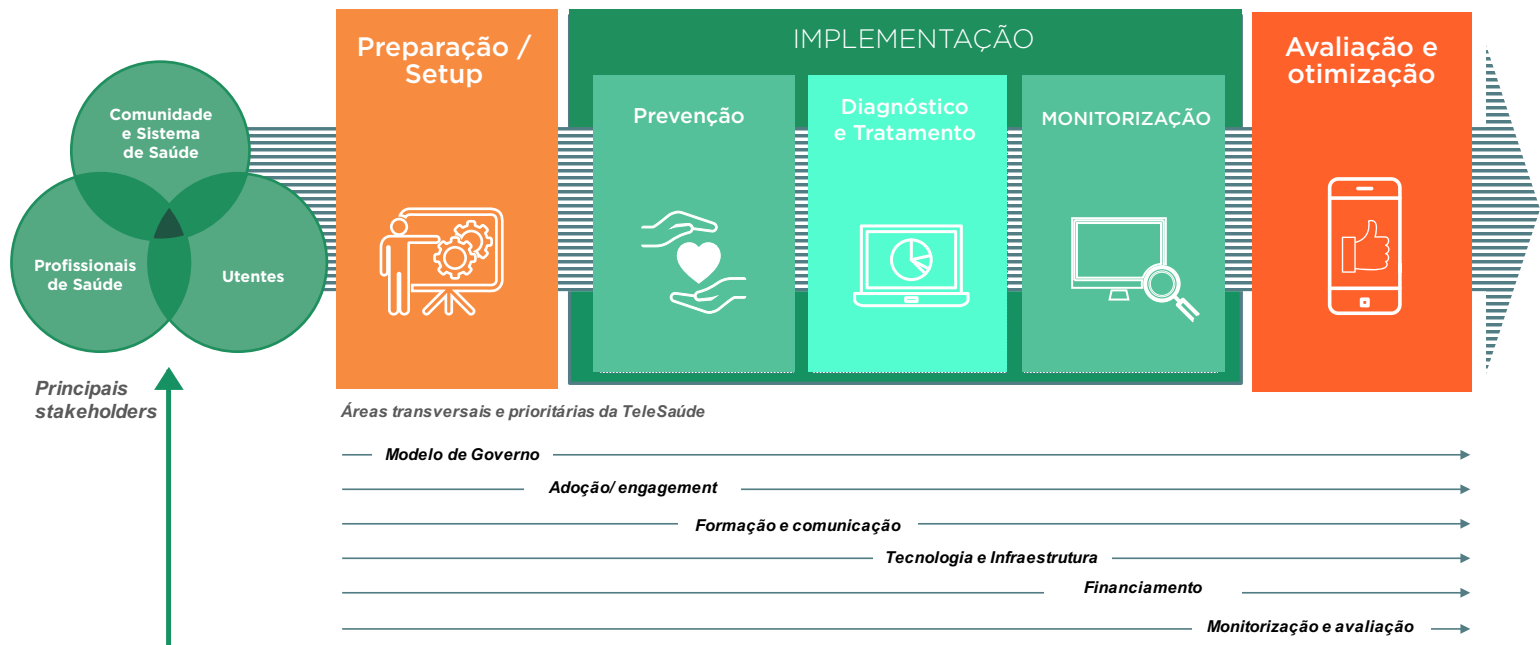 Comunidade
e Sistema
de Saúde
Profissionais
de Saúde
Utentes
Principais
stakeholders
Preparação /
Setup
IMPLEMENTAÇÃO
Prevenção
Diagnóstico
e Tratamento
MONITORIZAÇÃO
Avaliação e
otimização
Áreas transversais e prioritárias da TeleSaúde
Modelo de Governo
Adoção/ engagement
Formação e comunicação
Tecnologia e Infraestrutura
Financiamento
Monitorização e avaliação